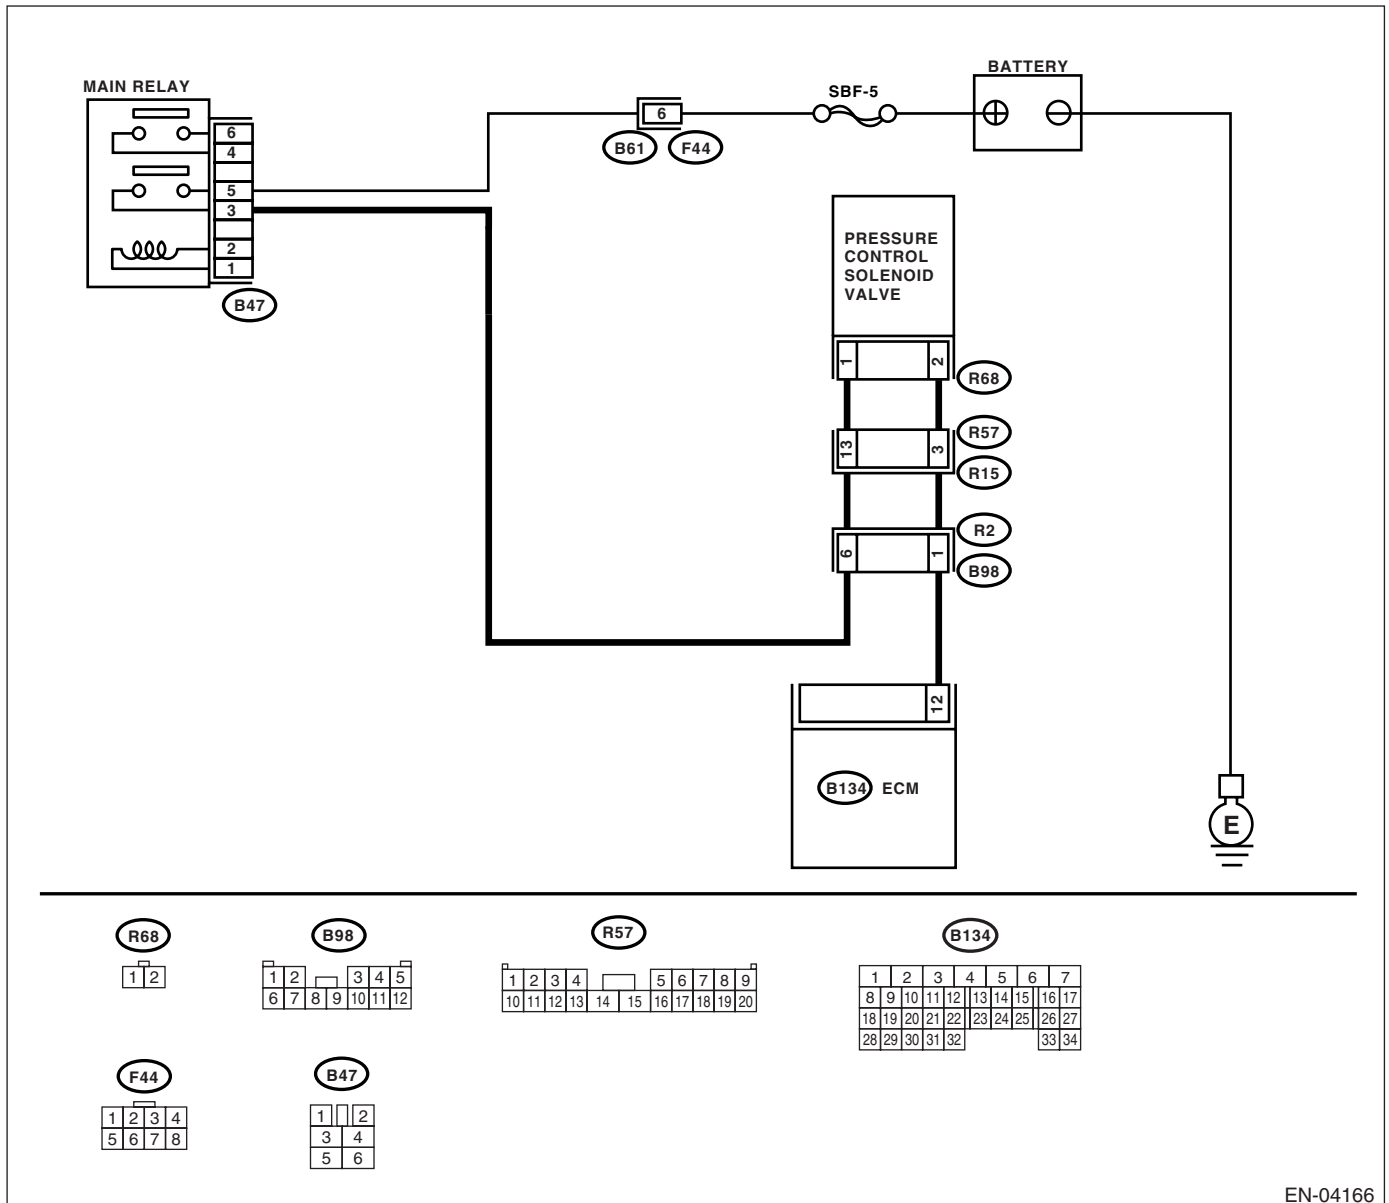 BATTERY
MAIN RELAY
SBF-5
6
B61 F44
6
4
5
3
2
1
B47
PRESSURE
CONTROL
SOLENOID
VALVE
1 2
R68
R57
13 3
R15
R2
6 1
B98
12
B134 ECM
E
R68
1 2
B98
1 2 3 4 5
6 7 8 9 10 11 12
R57
1 2 3 4 5 6 7 8 9
10 11 12 13 14 15 16 17 18 19 20
B134
1 2 3 4 5 6 7
8 9 10 11 12 13 14 15 16 17
18 19 20 21 22 23 24 25 26 27
28 29 30 31 32 33 34
F44
1 2 3 4
5 6 7 8
B47
1 2
3 4
5 6
EN-04166